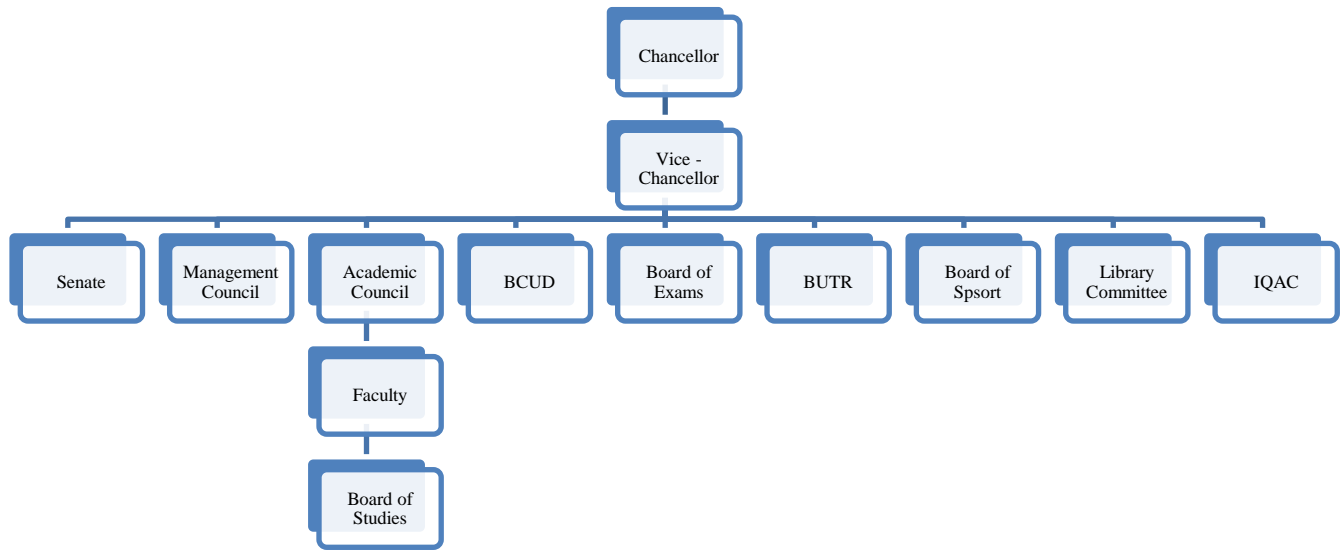 Chancellor
Vice -
Chancellor
Senate
Management
Council
Academic
Council
BCUD
Board of
Exams
BUTR
Board of
Spsort
Library
Committee
IQAC
Faculty
Board of
Studies